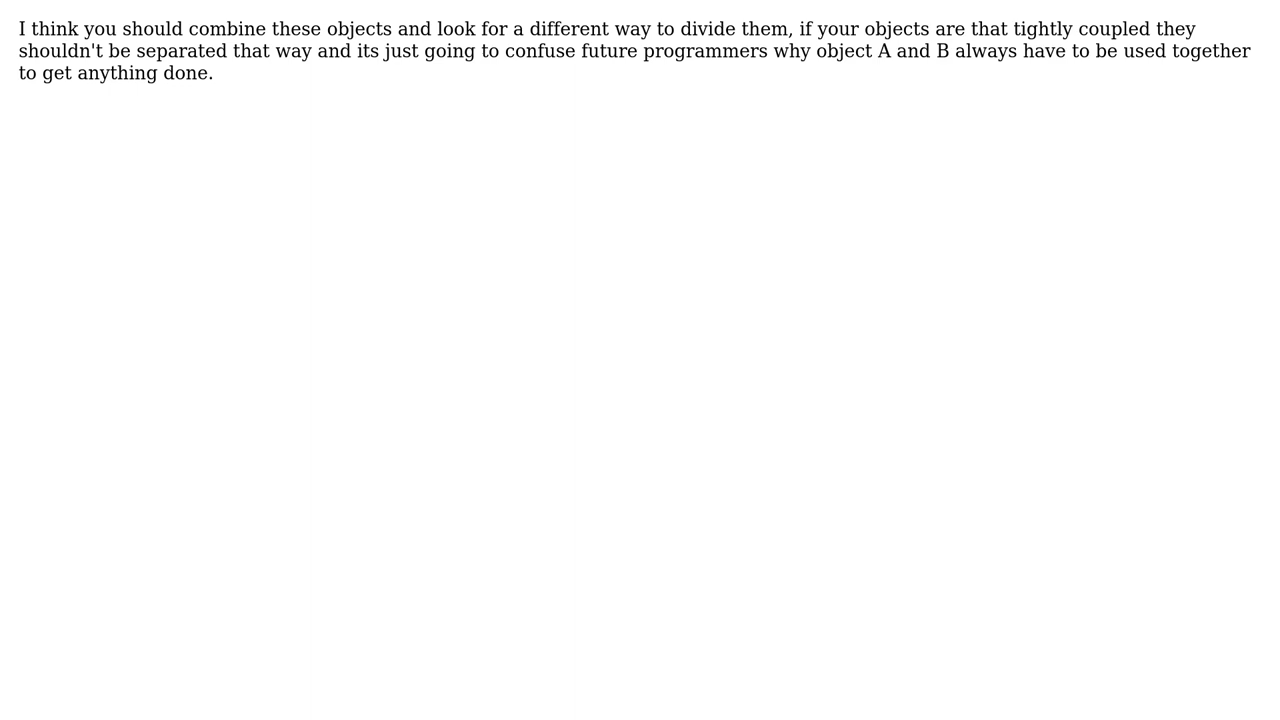 I think you should combine these objects and look for a different way to divide them, if your objects are that tightly coupled they
shouldn't be separated that way and its just going to confuse future programmers why object A and B always have to be used together
to get anything done.